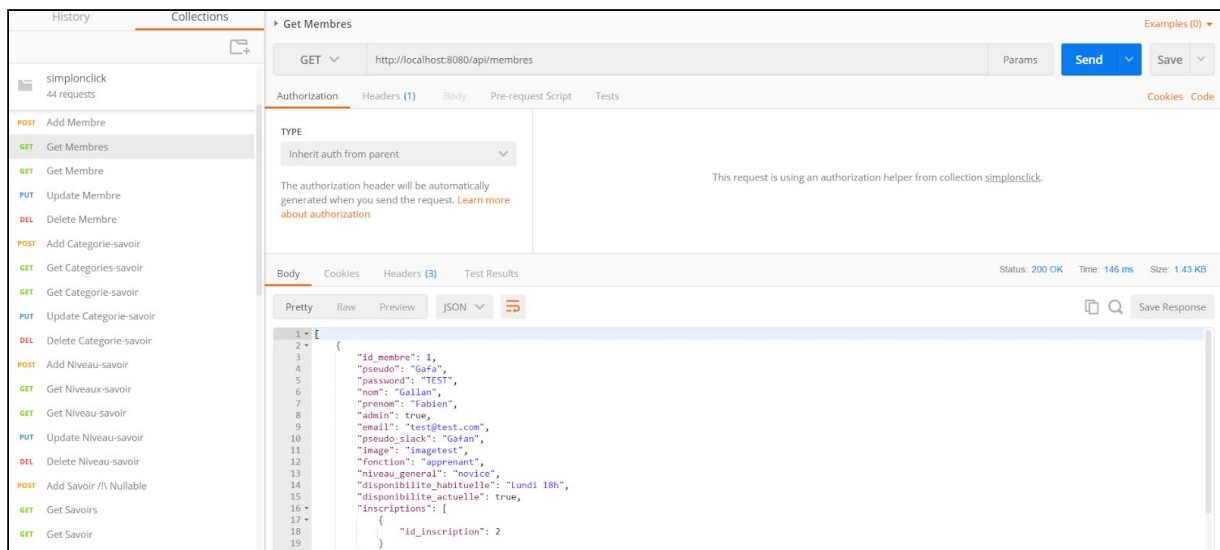 History Collections
simplonclick
44 requests
POST Add Membre
GET Get Membres
GET Get Membre
PUT Update Membre
DEL Delete Membre
POST Add Categorie-savoir
GET Get Categories-savoir
GET Get Categorie-savoir
PUT Update Categorie-savoir
DEL Delete Categorie-savoir
POST Add Niveau-savoir
GET Get Niveaux-savoir
GET Get Niveau-savoir
PUT Update Niveau-savoir
DEL Delete Niveau-savoir
POST Add Savoir /!\ Nullable
GET Get Savoirs
GET Get Savoir
Get Membres Examples (0)
GET http://localhost:8080/api/membres Params Send Save
Authorization Headers (1) Body Pre-request Script Tests Cookies Code
TYPE
Inherit auth from parent
The authorization header will be automatically
generated when you send the request. Learn more
about authorization
This request is using an authorization helper from collection simplonclick.
Body Cookies Headers (3) Test Results Status: 200 OK Time: 146 ms Size: 1.43 KB
Pretty Raw Preview JSON Save Response
1 [
2 {
3 "id_membre": 1,
4 "pseudo": "Gafa",
5 "password": "TEST",
6 "nom": "Gallan",
7 "prenom": "Fabien",
8 "admin": true,
9 "email": "test@test.com",
10 "pseudo_slack": "Gafan",
11 "image": "imagetest",
12 "fonction": "apprenant",
13 "niveau_general": "novice",
14 "disponibilite_habituelle": "Lundi 18h",
15 "disponibilite_actuelle": true,
16 "inscriptions": [
17 {
18 "id_inscription": 2
19 }